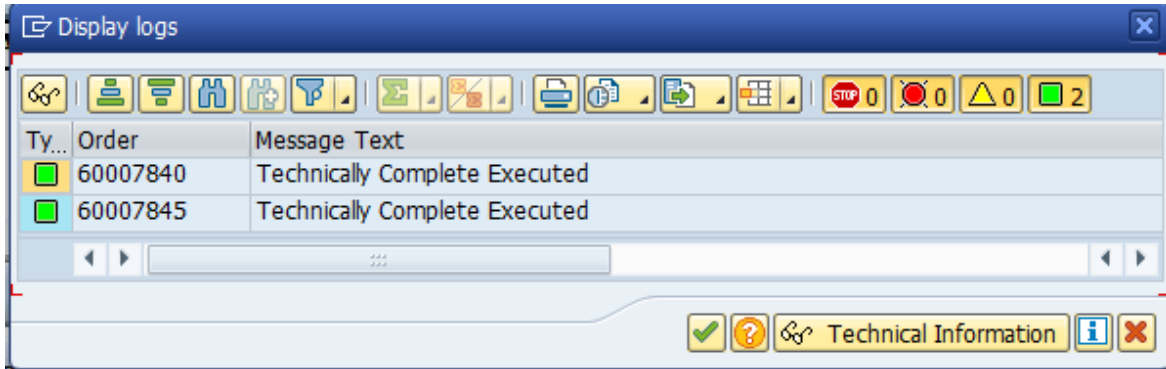 Display logs
STOP 0 0 0 2
Ty... Order Message Text
60007840 Technically Complete Executed
60007845 Technically Complete Executed
Technical Information